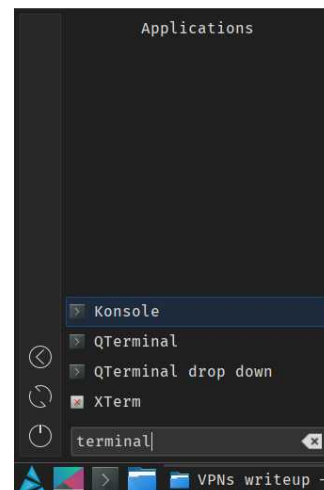 Applications
Konsole
QTerminal
QTerminal drop down
XTerm
terminal
VPNs writeup -